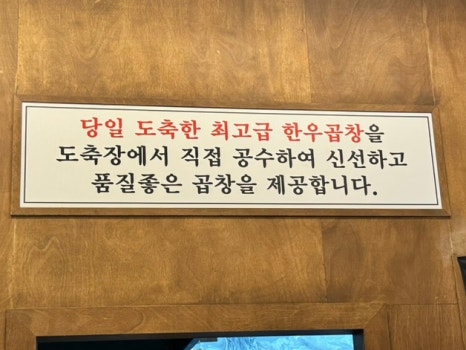 당일 도축한 최고급 한우곱창을
도축장에서 직접 공수하여 신선하고
품질좋은 곱창을 제공합니다.